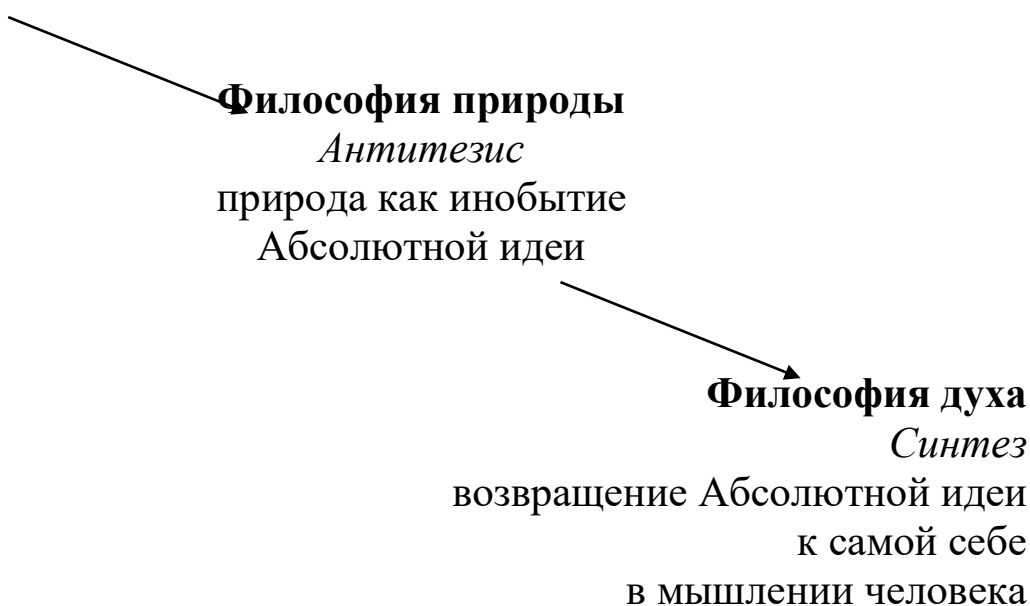 Философия природы
Антитезис
природа как инобытие
Абсолютной идеи
Философия духа
Синтез
возвращение Абсолютной идеи
к самой себе
в мышлении человека